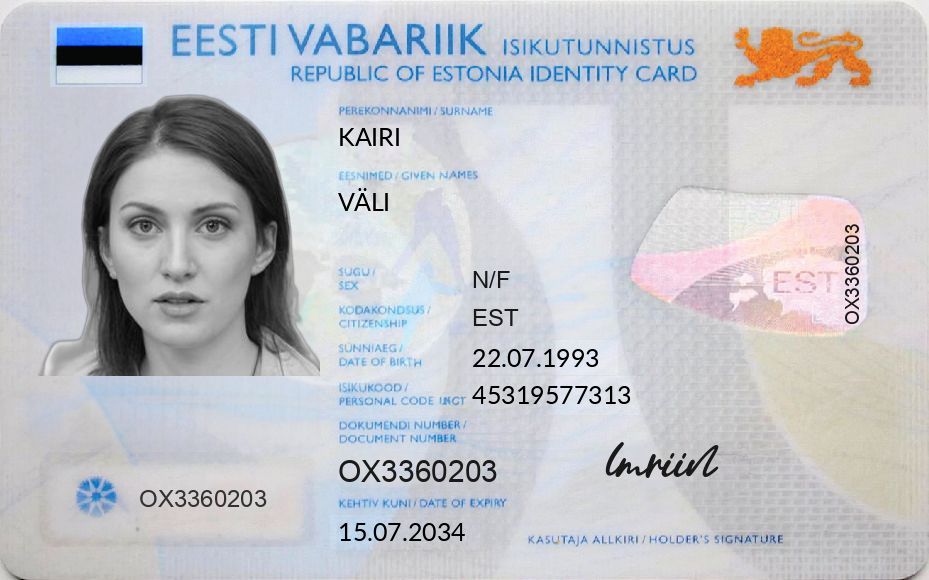 EESTI VABARIIK ISIKUTUNNISTUS
REPUBLIC OF ESTONIA IDENTITY CARD
PEREKONNANIMI / SURNAME
KAIRI
EESNIMED / GIVEN NAMES
VÄLI
SUGU /
SEX
N/F
KODAKONDSUS /
CITIZENSHIP
EST
SÜNNIAEG /
DATE OF BIRTH
22.07.1993
ISIKUKOOD /
PERSONAL CODE
45319577313
DOKUMENDI NUMBER /
DOCUMENT NUMBER
OX3360203
KEHTIV KUNI / DATE OF EXPIRY
15.07.2034
OX3360203
EST
OX3360203
KASUTAJA ALLKIRI / HOLDER'S SIGNATURE